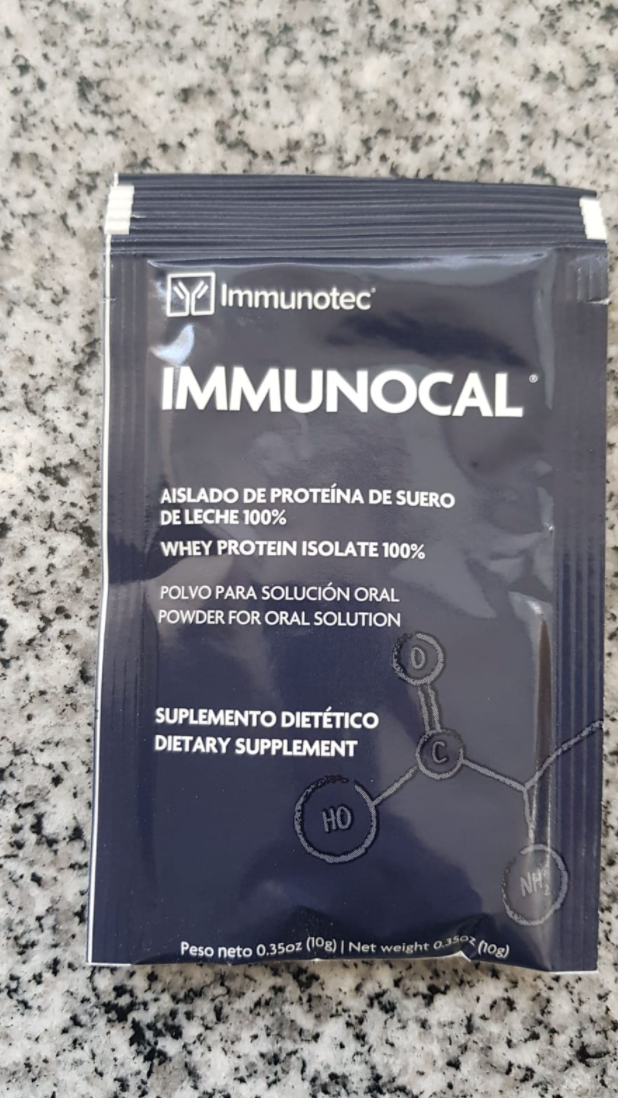 Immunotec®
IMMUNOCAL®
AISLADO DE PROTEÍNA DE SUERO
DE LECHE 100%
WHEY PROTEIN ISOLATE 100%
POLVO PARA SOLUCIÓN ORAL
POWDER FOR ORAL SOLUTION
O
SUPLEMENTO DIETÉTICO
DIETARY SUPPLEMENT
C
HO
NH2
Peso neto 0.35oz (10g) | Net weight 0.35oz (10g)